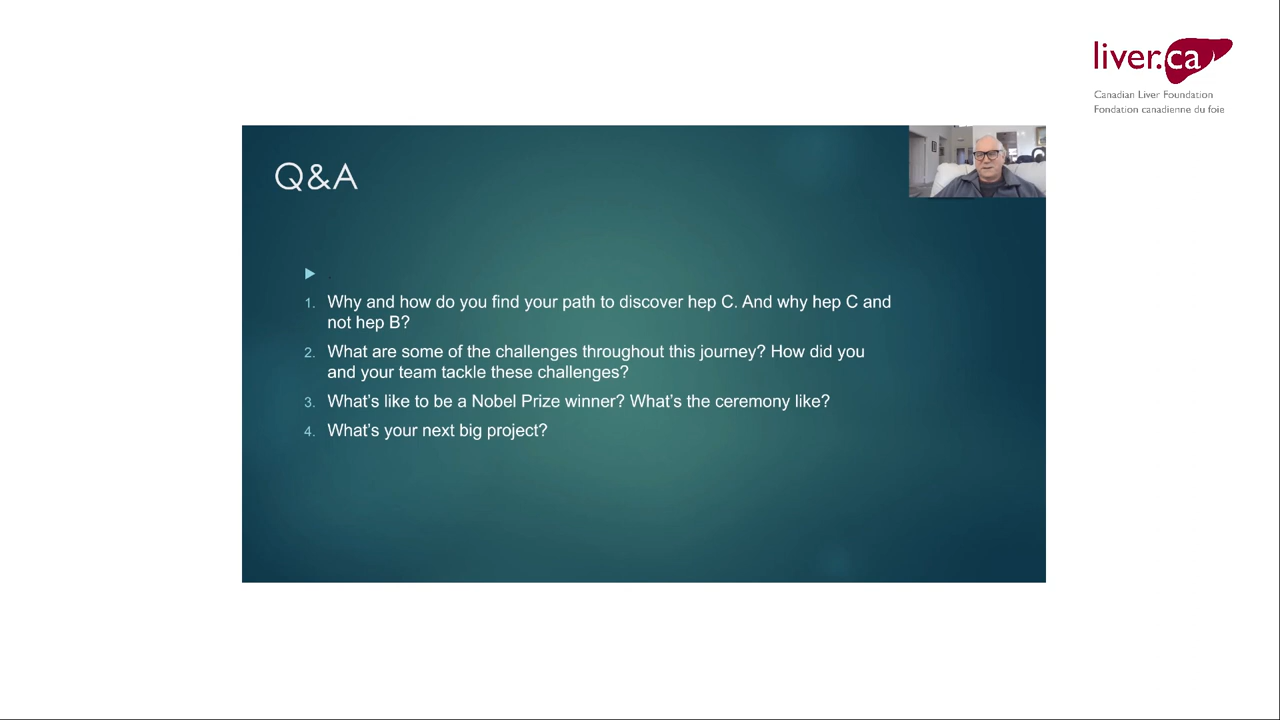 liver.ca
Canadian Liver Foundation
Fondation canadienne du foie
Q&A
.
1. Why and how do you find your path to discover hep C. And why hep C and
not hep B?
2. What are some of the challenges throughout this journey? How did you
and your team tackle these challenges?
3. What's like to be a Nobel Prize winner? What's the ceremony like?
4. What's your next big project?